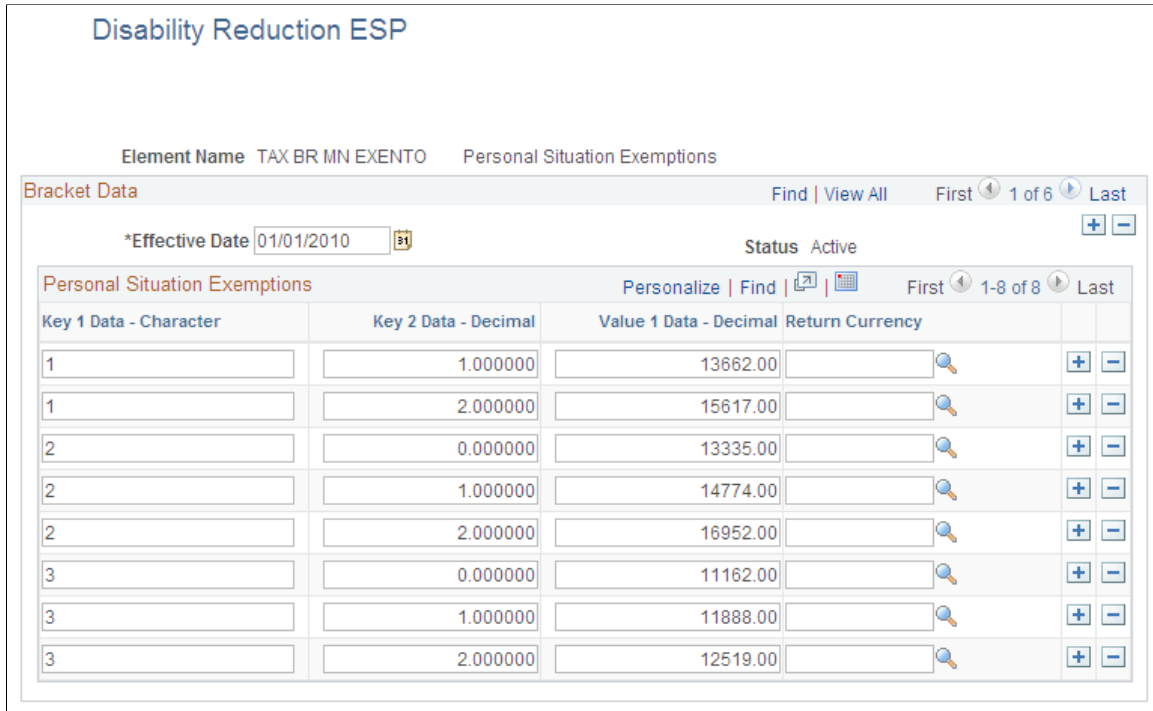 Disability Reduction ESP
Element Name TAX BR MN EXENTO Personal Situation Exemptions
Bracket Data Find | View All First 1 of 6 Last
*Effective Date 01/01/2010 31 Status Active
Personal Situation Exemptions Personalize | Find | | First 1-8 of 8 Last
Key 1 Data - Character Key 2 Data - Decimal Value 1 Data - Decimal Return Currency
1 1.000000 13662.00
1 2.000000 15617.00
2 0.000000 13335.00
2 1.000000 14774.00
2 2.000000 16952.00
3 0.000000 11162.00
3 1.000000 11888.00
3 2.000000 12519.00